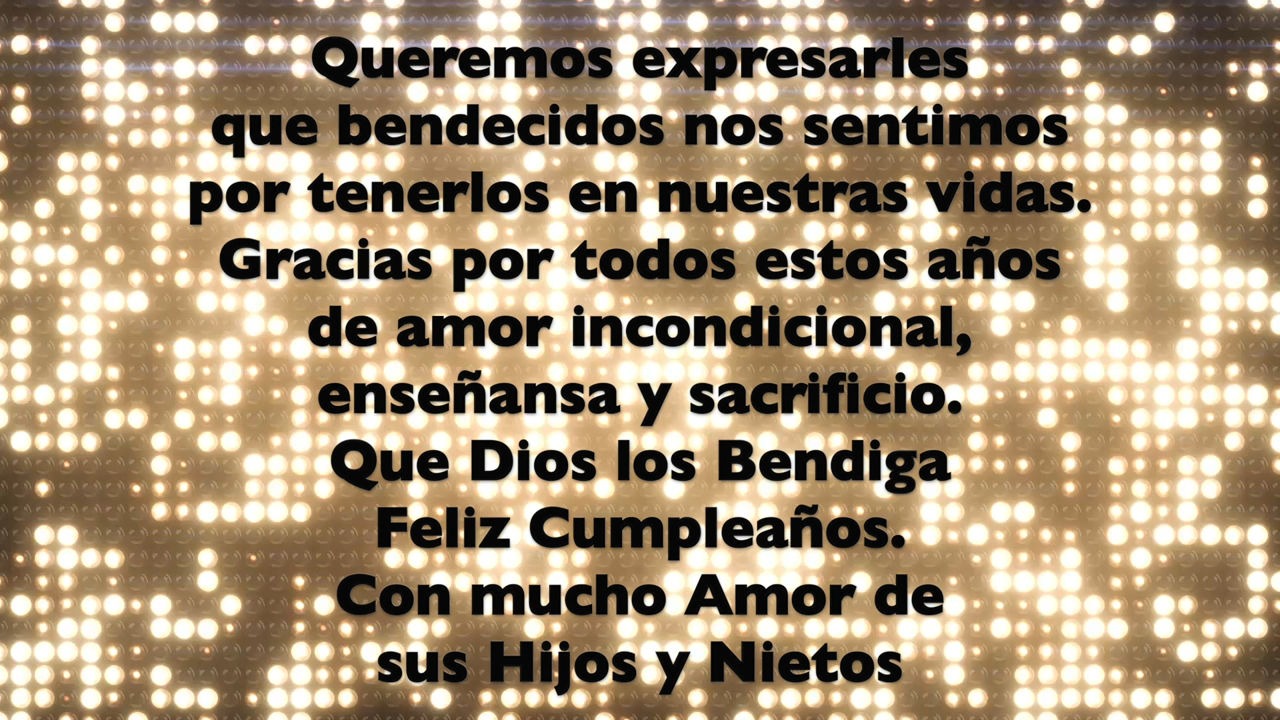 Queremos expresarles
que bendecidos nos sentimos
por tenerlos en nuestras vidas.
Gracias por todos estos años
de amor incondicional,
enseñansa y sacrificio.
Que Dios los Bendiga
Feliz Cumpleaños.
Con mucho Amor de
sus Hijos y Nietos